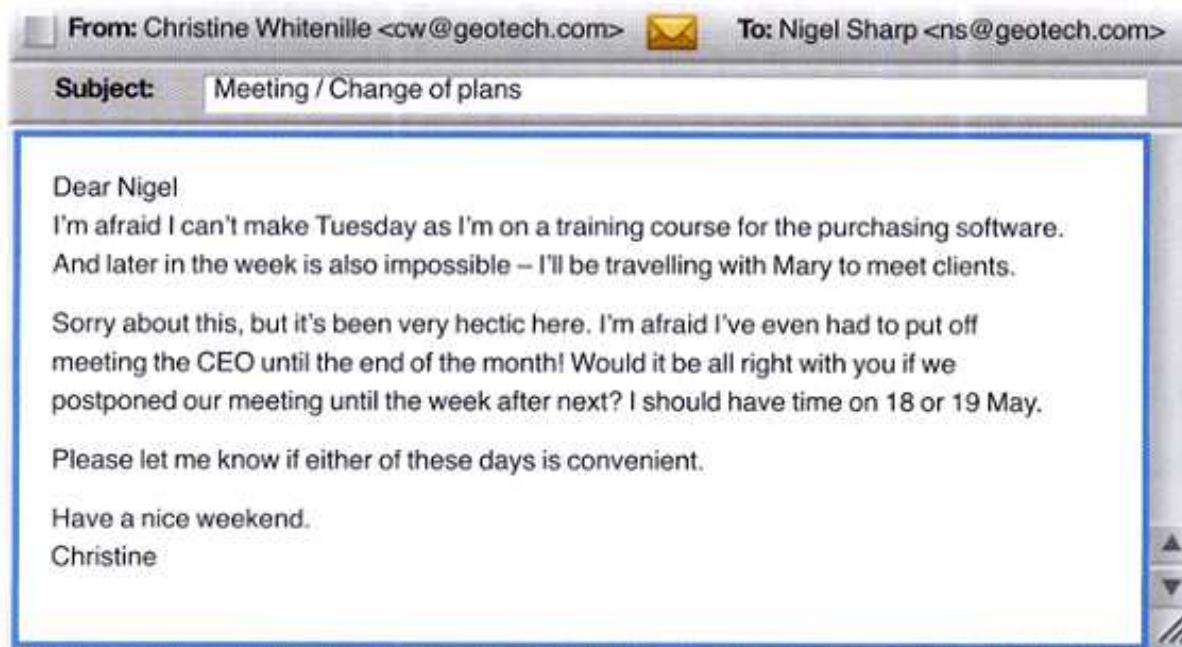 From: Christine Whitenille <cw@geotech.com> To: Nigel Sharp <ns@geotech.com>
Subject: Meeting / Change of plans
Dear Nigel
I'm afraid I can't make Tuesday as I'm on a training course for the purchasing software.
And later in the week is also impossible – I'll be travelling with Mary to meet clients.
Sorry about this, but it's been very hectic here. I'm afraid I've even had to put off
meeting the CEO until the end of the month! Would it be all right with you if we
postponed our meeting until the week after next? I should have time on 18 or 19 May.
Please let me know if either of these days is convenient.
Have a nice weekend.
Christine